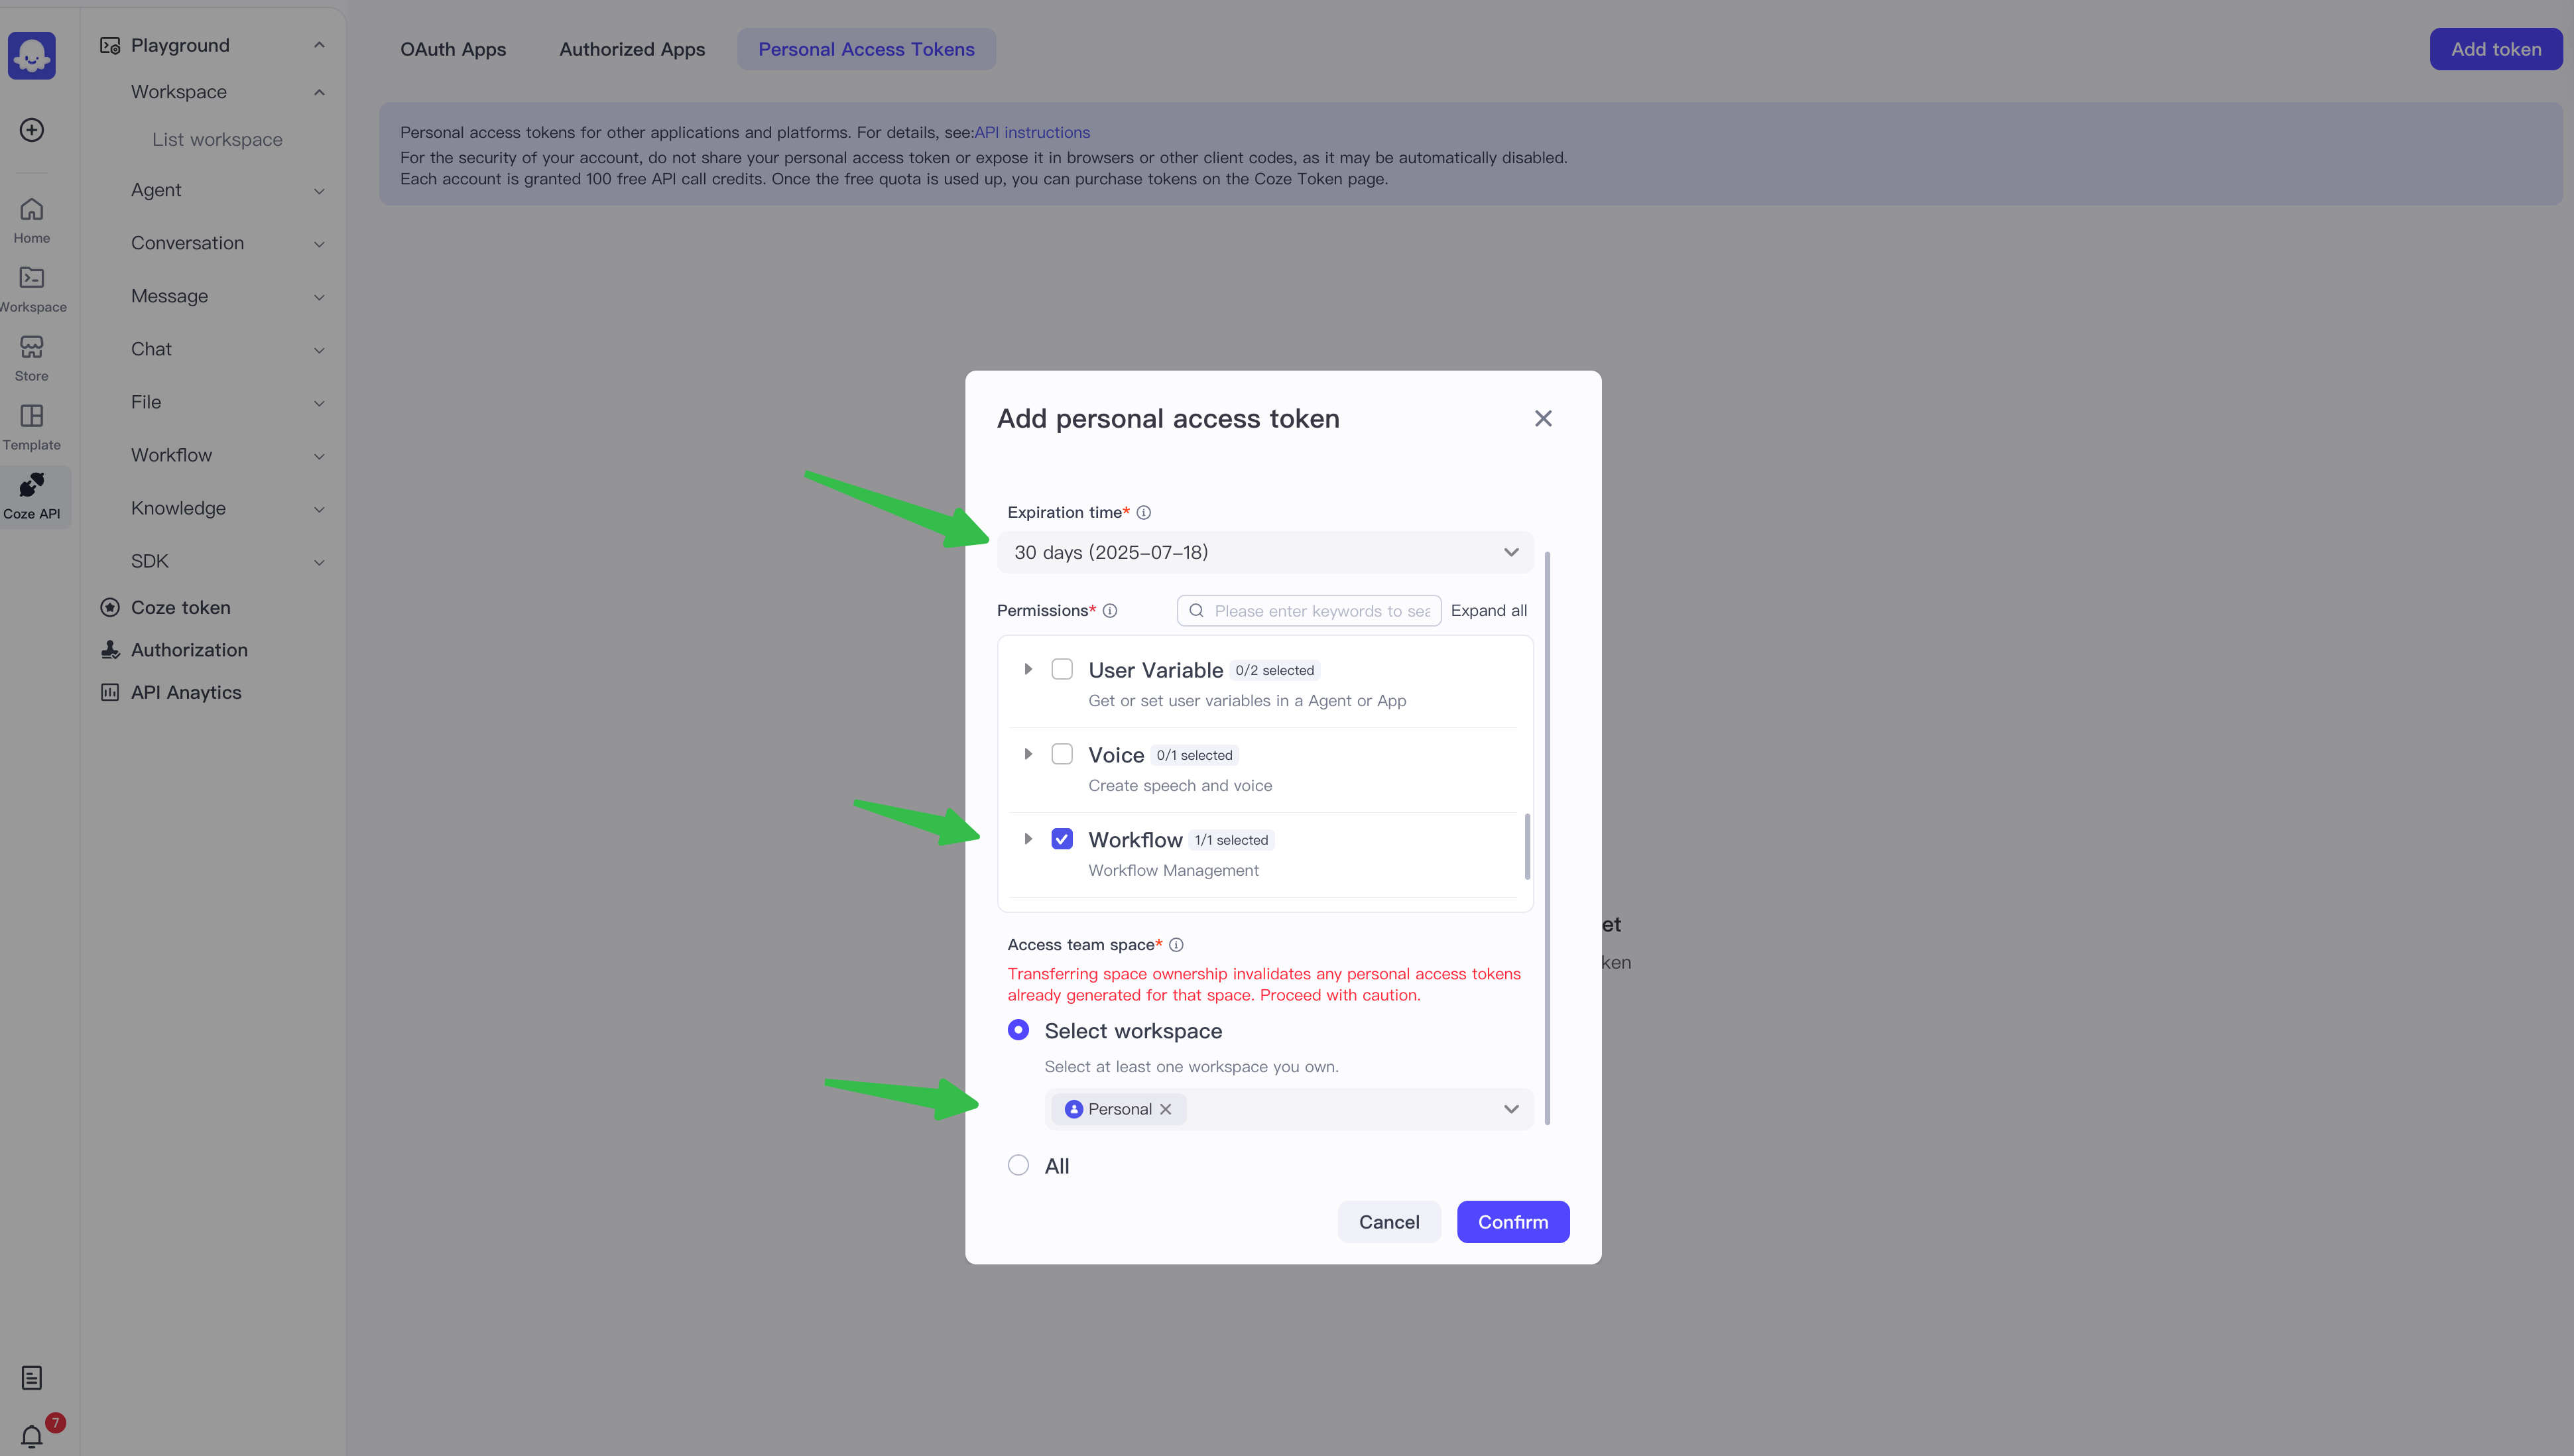 Home
Workspace
Store
Template
Coze API
7
Playground
Workspace
List workspace
Agent
Conversation
Message
Chat
File
Workflow
Knowledge
SDK
Coze token
Authorization
API Anaytics
OAuth Apps
Authorized Apps
Personal Access Tokens
Add token
Personal access tokens for other applications and platforms. For details, see:API instructions
For the security of your account, do not share your personal access token or expose it in browsers or other client codes, as it may be automatically disabled.
Each account is granted 100 free API call credits. Once the free quota is used up, you can purchase tokens on the Coze Token page.
Add personal access token
Expiration time*
30 days (2025-07-18)
Permissions*
Please enter keywords to sea
Expand all
User Variable 0/2 selected
Get or set user variables in a Agent or App
Voice 0/1 selected
Create speech and voice
Workflow 1/1 selected
Workflow Management
Access team space*
Transferring space ownership invalidates any personal access tokens
already generated for that space. Proceed with caution.
Select workspace
Select at least one workspace you own.
Personal
All
Cancel
Confirm
et
ken